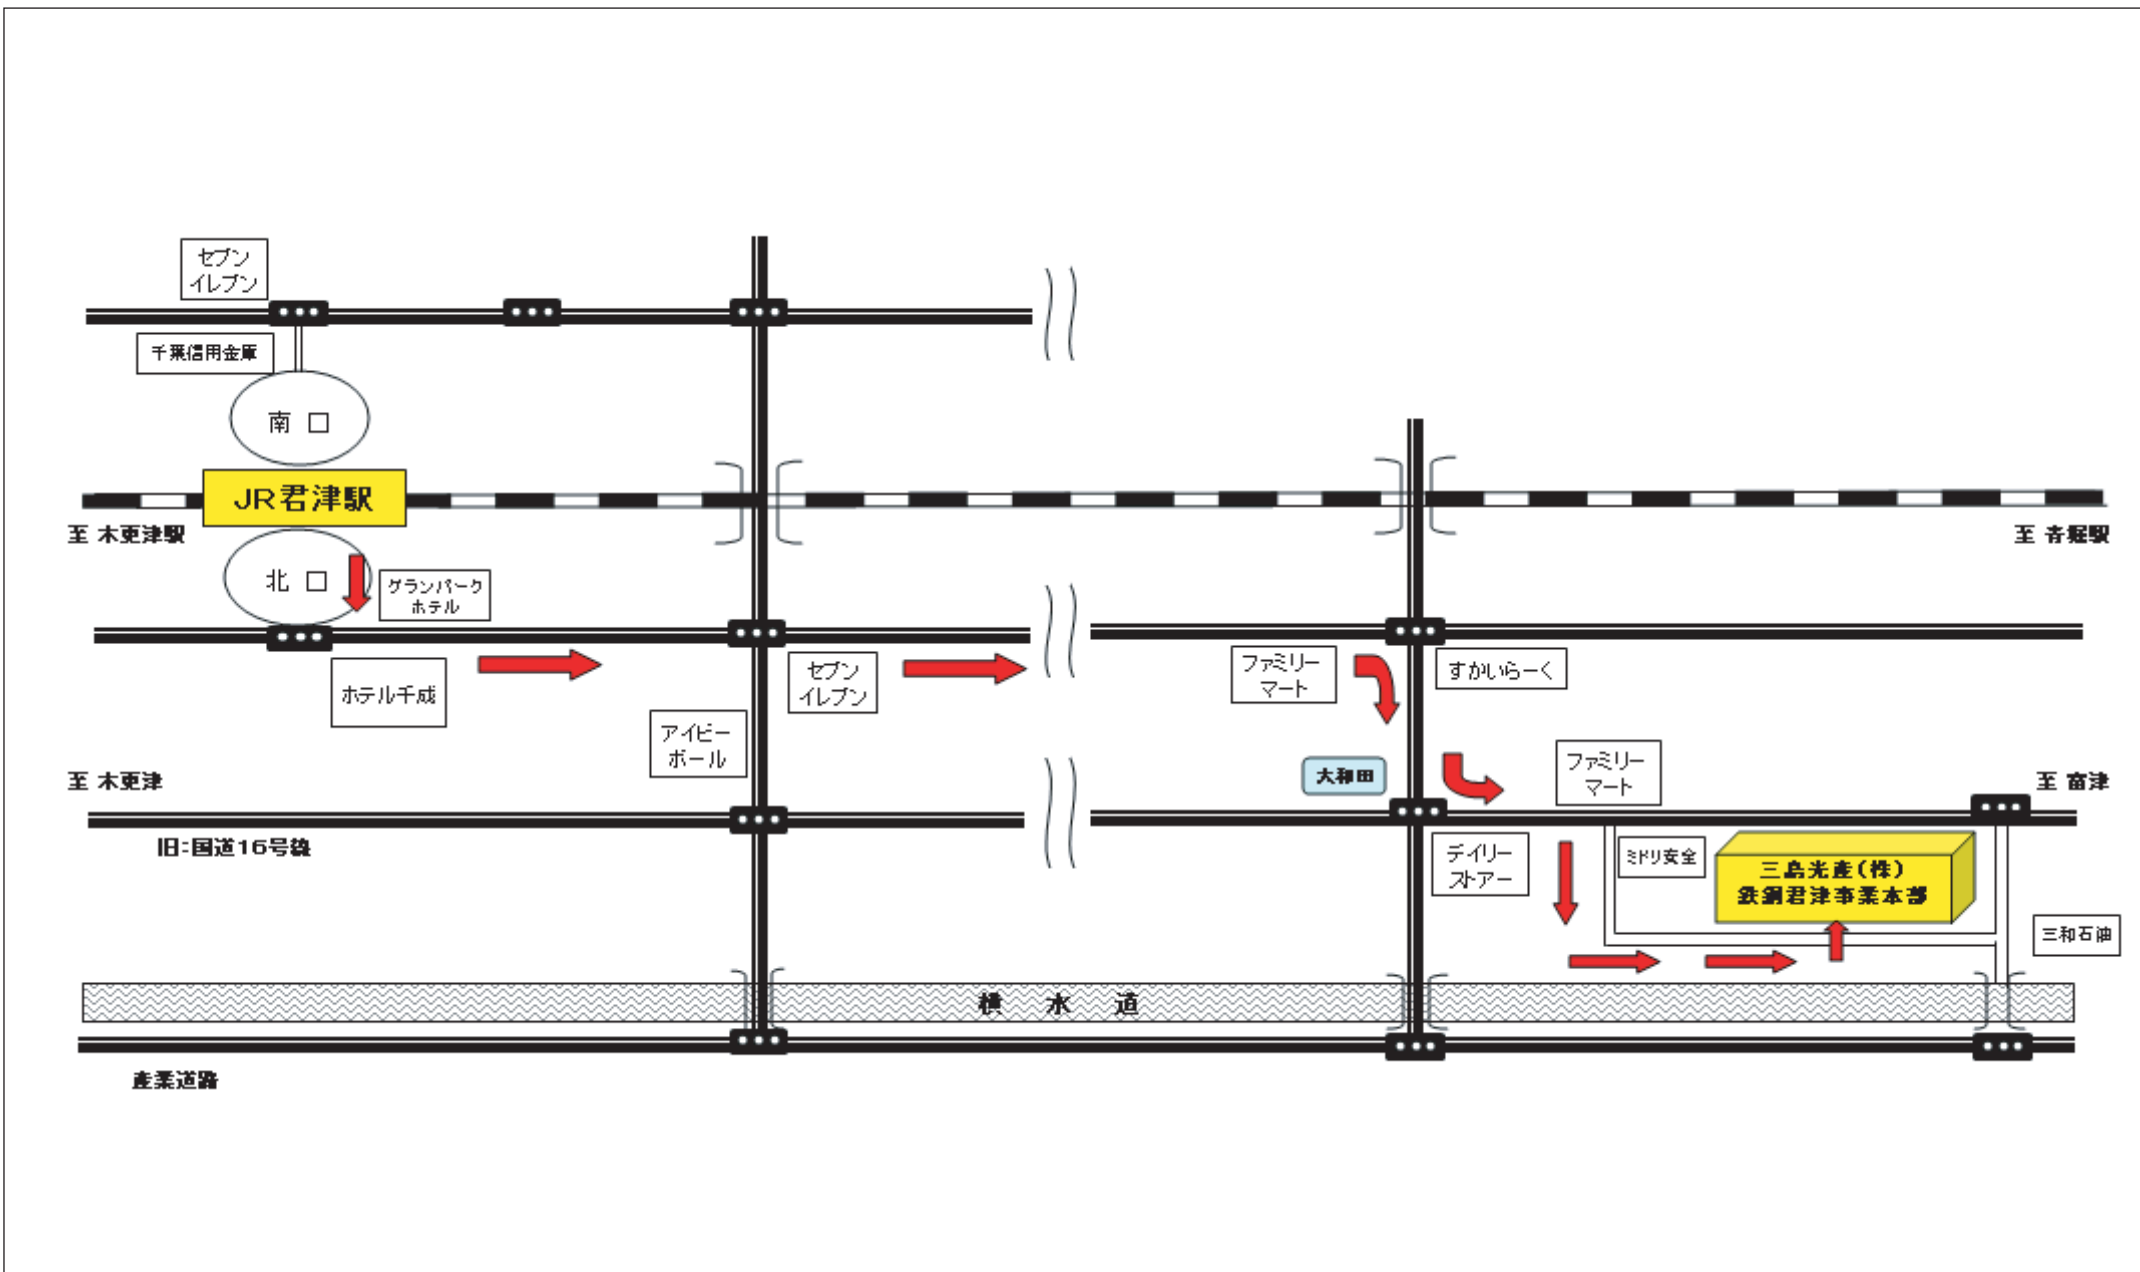 セブン
イレブン
千葉信用金庫
南 口
JR君津駅
至 木更津駅
至 青堀駅
北 口
グランパーク
ホテル
ホテル千成
セブン
イレブン
ファミリー
マート
すかいらーく
アイビー
ボール
至 木更津
大和田
ファミリー
マート
至 富津
旧:国道16号線
デイリー
ストアー
ミドリ安全
三島光産(株)
鉄鋼君津事業本部
三和石油
横 水 道
産業道路